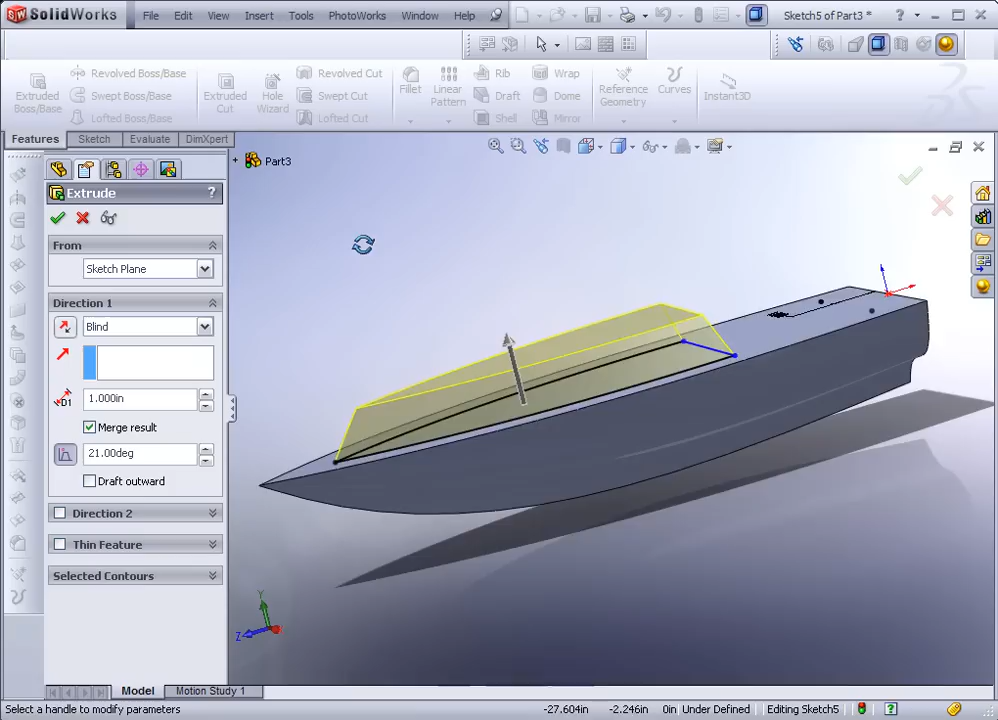 SolidWorks File Edit View Insert Tools PhotoWorks Window Help Sketch5 of Part3 * ?
Extruded Boss/Base
Revolved Boss/Base
Swept Boss/Base
Lofted Boss/Base
Extruded Cut
Hole Wizard
Revolved Cut
Swept Cut
Lofted Cut
Fillet
Linear Pattern
Rib
Draft
Shell
Wrap
Dome
Mirror
Reference Geometry
Curves
Instant3D
Features Sketch Evaluate DimXpert
Part3
Extrude ?
From
Sketch Plane
Direction 1
Blind
D1 1.000in
Merge result
21.00deg
Draft outward
Direction 2
Thin Feature
Selected Contours
Y
Z
Model Motion Study 1
Select a handle to modify parameters -27.604in -2.246in 0in Under Defined Editing Sketch5 ?